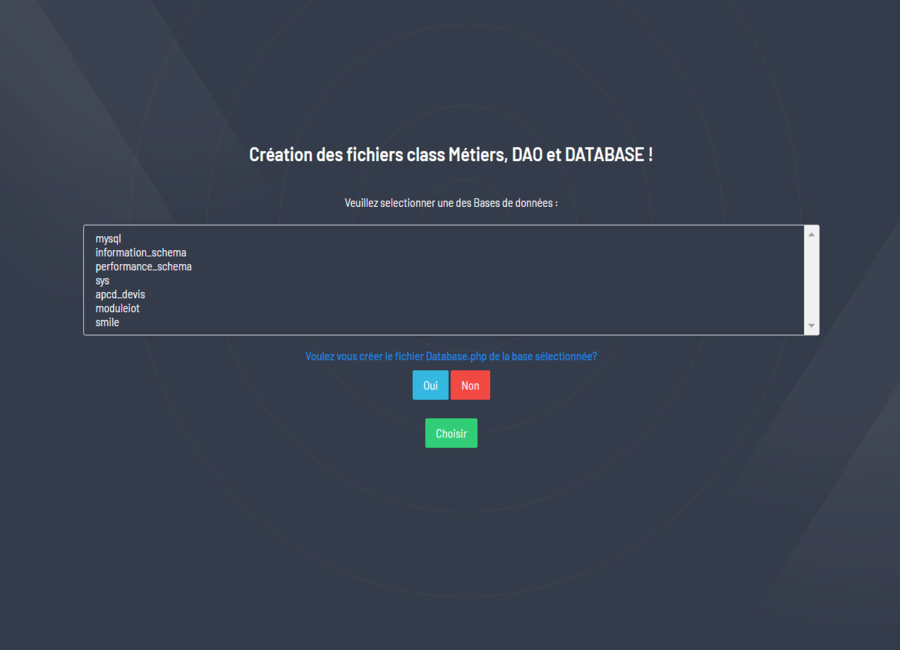 Création des fichiers class Métiers, DAO et DATABASE !
Veuillez selectionner une des Bases de données :
mysql
information_schema
performance_schema
sys
apcd_devis
moduleiot
smile
Voulez vous créer le fichier Database.php de la base sélectionnée?
Oui Non
Choisir